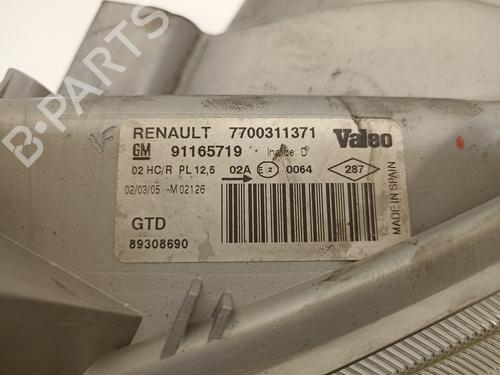 B-PARTS
RENAULT 7700311371 Valeo
GM 91165719 Indice: D
02 HC/R PL 12,5 02A E2 0064 287
02/03/05 -M 02126
GTD
89308690
MADE IN SPAIN